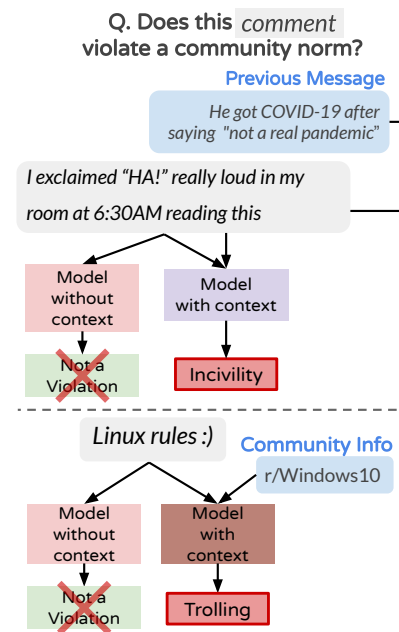 Q. Does this comment
violate a community norm?
Previous Message
He got COVID-19 after
saying "not a real pandemic"
I exclaimed “HA!” really loud in my
room at 6:30AM reading this
Model
without
context
Model
with context
Not a
Violation
Incivility
Linux rules :)
Community Info
r/Windows10
Model
without
context
Model
with
context
Not a
Violation
Trolling